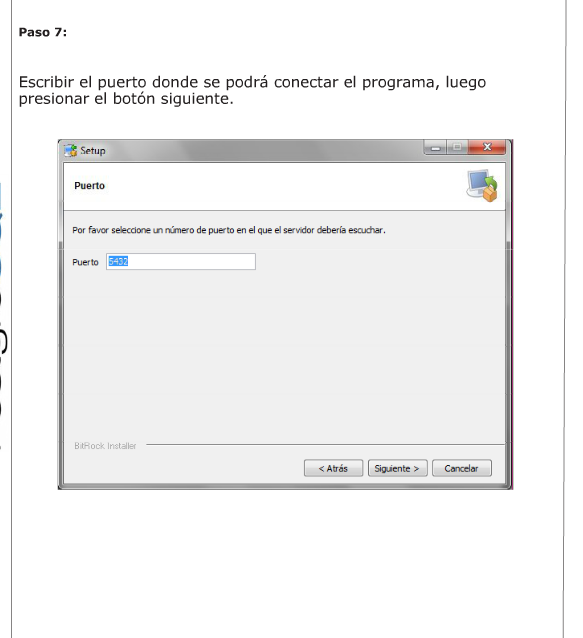 Paso 7:
Escribir el puerto donde se podrá conectar el programa, luego
presionar el botón siguiente.
Setup
Puerto
Por favor seleccione un número de puerto en el que el servidor debería escuchar.
Puerto 5432
BitRock Installer
< Atrás Siguiente > Cancelar